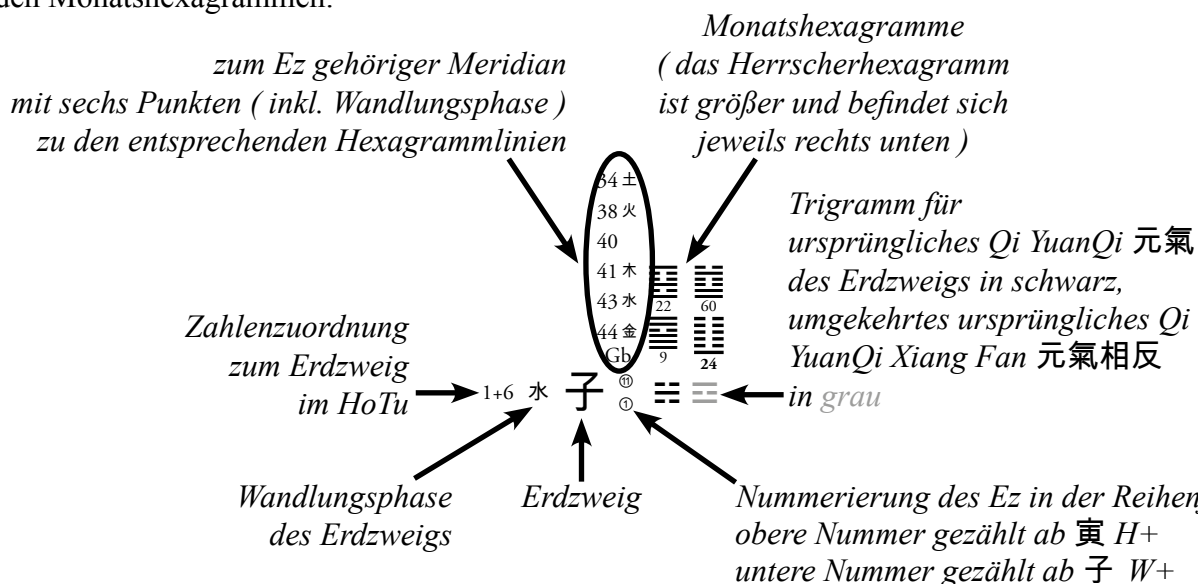 den Monatshexagrammen.
Monatshexagramme
( das Herrscherhexagramm
ist größer und befindet sich
jeweils rechts unten )
zum Ez gehöriger Meridian
mit sechs Punkten ( inkl. Wandlungsphase )
zu den entsprechenden Hexagrammlinien
34 土
38 火
40
41 木
43 水
44 金
Gb
22 60
9 24
Trigramm für
ursprüngliches Qi YuanQi 元氣
des Erdzweigs in schwarz,
umgekehrtes ursprüngliches Qi
YuanQi Xiang Fan 元氣相反
in grau
Zahlenzuordnung
zum Erdzweig
im HoTu
1+6 水 子 ⑪ ①
Wandlungsphase
des Erdzweigs
Erdzweig
Nummerierung des Ez in der Reihen
obere Nummer gezählt ab 寅 H+
untere Nummer gezählt ab 子 W+